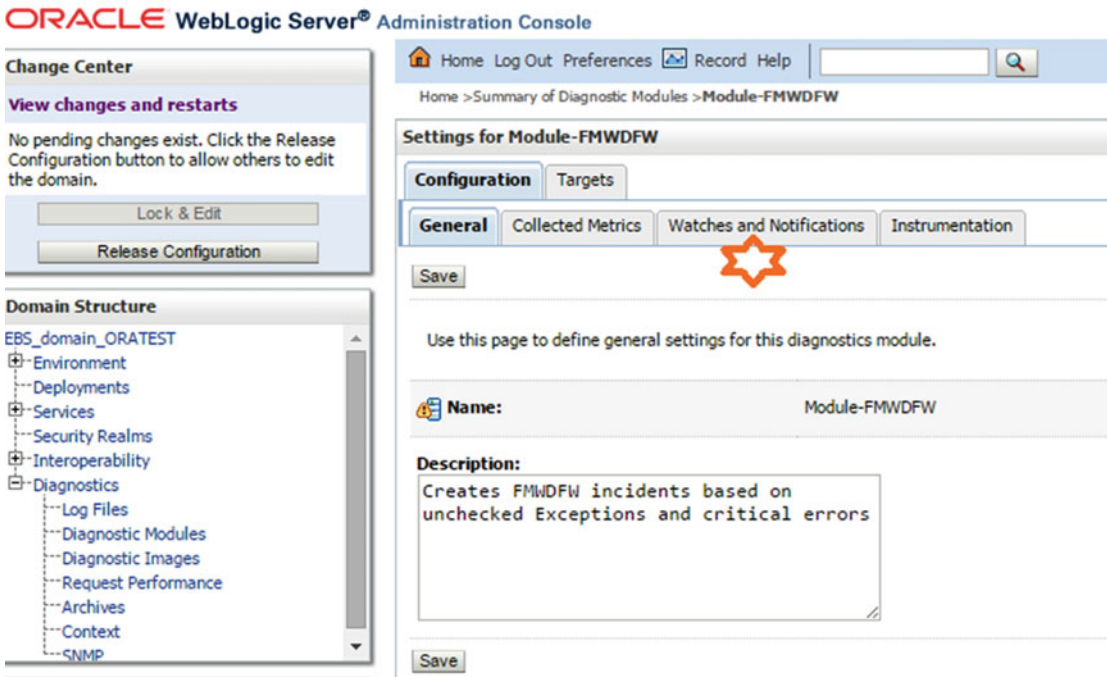 ORACLE WebLogic Server® Administration Console
Change Center
View changes and restarts
No pending changes exist. Click the Release
Configuration button to allow others to edit
the domain.
Lock & Edit
Release Configuration
Domain Structure
EBS_domain_ORATEST
Environment
Deployments
Services
Security Realms
Interoperability
Diagnostics
Log Files
Diagnostic Modules
Diagnostic Images
Request Performance
Archives
Context
SNMP
Home Log Out Preferences Record Help
Home >Summary of Diagnostic Modules >Module-FMWDFW
Settings for Module-FMWDFW
Configuration Targets
General Collected Metrics Watches and Notifications Instrumentation
Save
Use this page to define general settings for this diagnostics module.
Name: Module-FMWDFW
Description:
Creates FMWDFW incidents based on
unchecked Exceptions and critical errors
Save